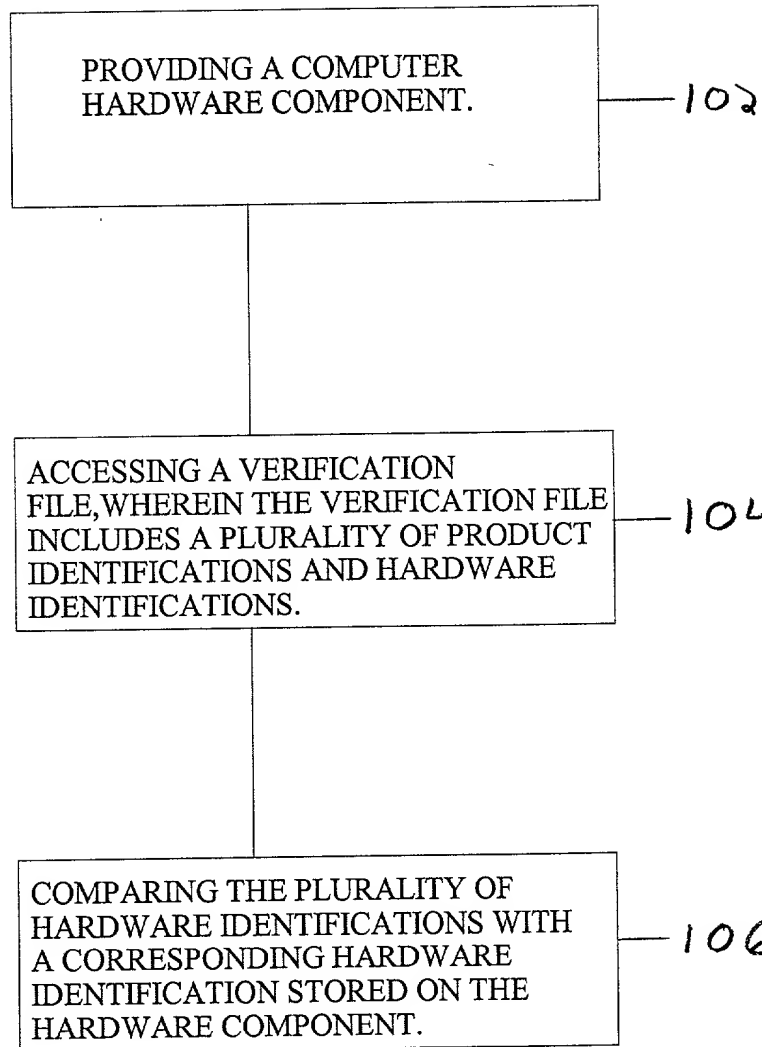 PROVIDING A COMPUTER
HARDWARE COMPONENT.
102
ACCESSING A VERIFICATION
FILE,WHEREIN THE VERIFICATION FILE
INCLUDES A PLURALITY OF PRODUCT
IDENTIFICATIONS AND HARDWARE
IDENTIFICATIONS.
104
COMPARING THE PLURALITY OF
HARDWARE IDENTIFICATIONS WITH
A CORRESPONDING HARDWARE
IDENTIFICATION STORED ON THE
HARDWARE COMPONENT.
106